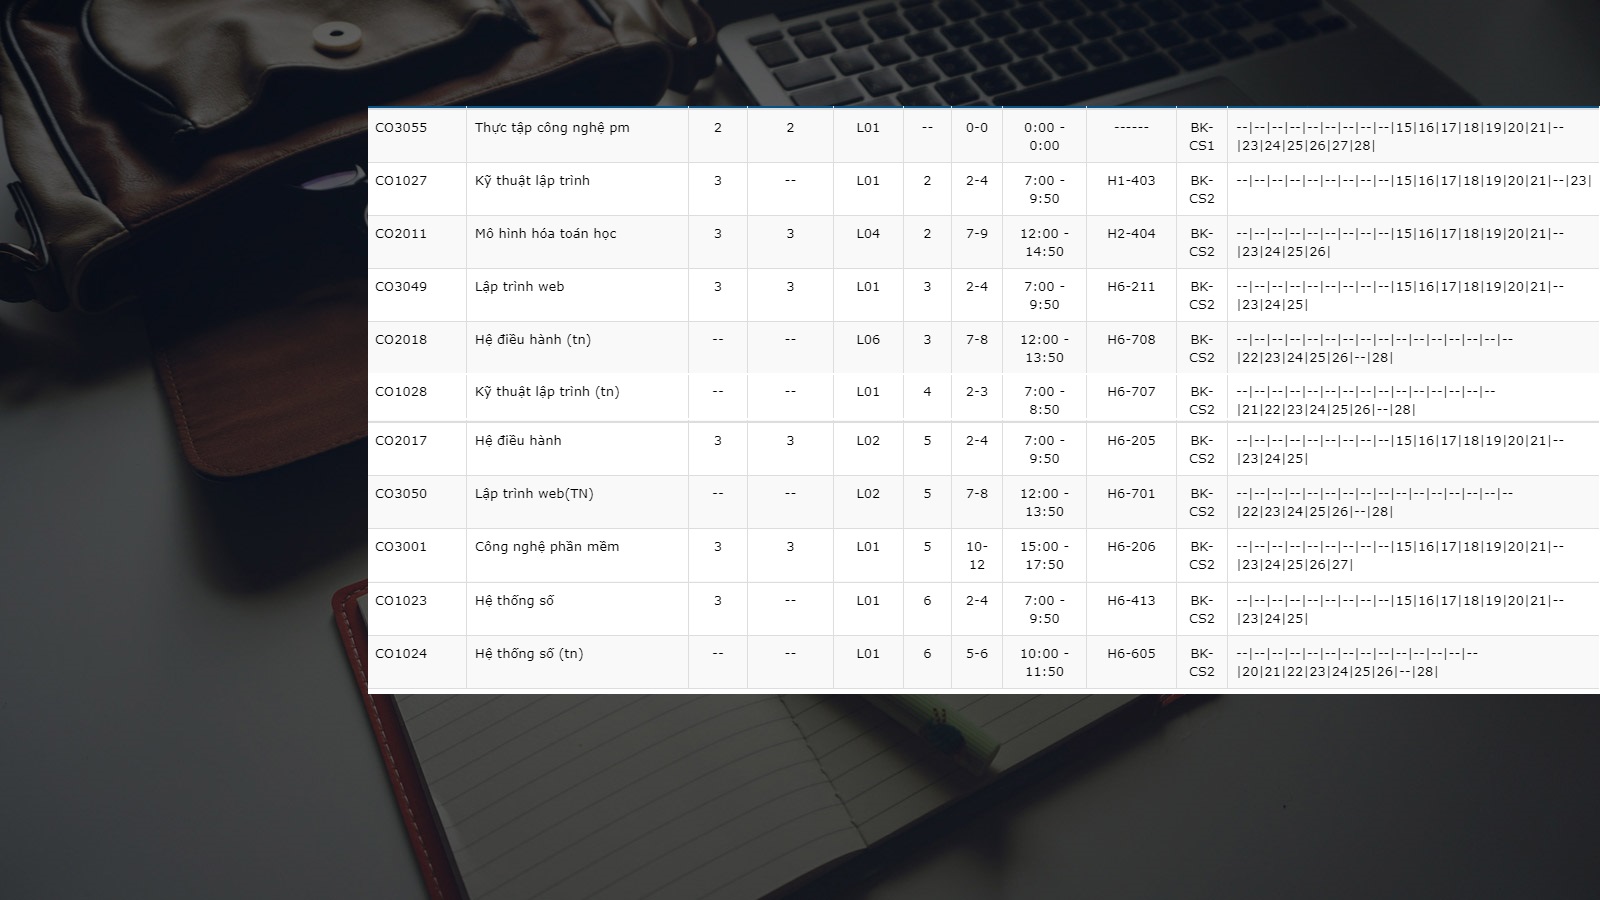 CO3055 Thực tập công nghệ pm 2 2 L01 -- 0-0 0:00 - 0:00 ------ BK-CS1 --|--|--|--|--|--|--|--|--|15|16|17|18|19|20|21|--|23|24|25|26|27|28|
CO1027 Kỹ thuật lập trình 3 -- L01 2 2-4 7:00 - 9:50 H1-403 BK-CS2 --|--|--|--|--|--|--|--|--|15|16|17|18|19|20|21|--|23|
CO2011 Mô hình hóa toán học 3 3 L04 2 7-9 12:00 - 14:50 H2-404 BK-CS2 --|--|--|--|--|--|--|--|--|15|16|17|18|19|20|21|--|23|24|25|26|
CO3049 Lập trình web 3 3 L01 3 2-4 7:00 - 9:50 H6-211 BK-CS2 --|--|--|--|--|--|--|--|--|15|16|17|18|19|20|21|--|23|24|25|
CO2018 Hệ điều hành (tn) -- -- L06 3 7-8 12:00 - 13:50 H6-708 BK-CS2 --|--|--|--|--|--|--|--|--|--|--|--|--|--|--|--|22|23|24|25|26|--|28|
CO1028 Kỹ thuật lập trình (tn) -- -- L01 4 2-3 7:00 - 8:50 H6-707 BK-CS2 --|--|--|--|--|--|--|--|--|--|--|--|--|--|--|21|22|23|24|25|26|--|28|
CO2017 Hệ điều hành 3 3 L02 5 2-4 7:00 - 9:50 H6-205 BK-CS2 --|--|--|--|--|--|--|--|--|15|16|17|18|19|20|21|--|23|24|25|
CO3050 Lập trình web(TN) -- -- L02 5 7-8 12:00 - 13:50 H6-701 BK-CS2 --|--|--|--|--|--|--|--|--|--|--|--|--|--|--|--|22|23|24|25|26|--|28|
CO3001 Công nghệ phần mềm 3 3 L01 5 10-12 15:00 - 17:50 H6-206 BK-CS2 --|--|--|--|--|--|--|--|--|15|16|17|18|19|20|21|--|23|24|25|26|27|
CO1023 Hệ thống số 3 -- L01 6 2-4 7:00 - 9:50 H6-413 BK-CS2 --|--|--|--|--|--|--|--|--|15|16|17|18|19|20|21|--|23|24|25|
CO1024 Hệ thống số (tn) -- -- L01 6 5-6 10:00 - 11:50 H6-605 BK-CS2 --|--|--|--|--|--|--|--|--|--|--|--|--|--|20|21|22|23|24|25|26|--|28|